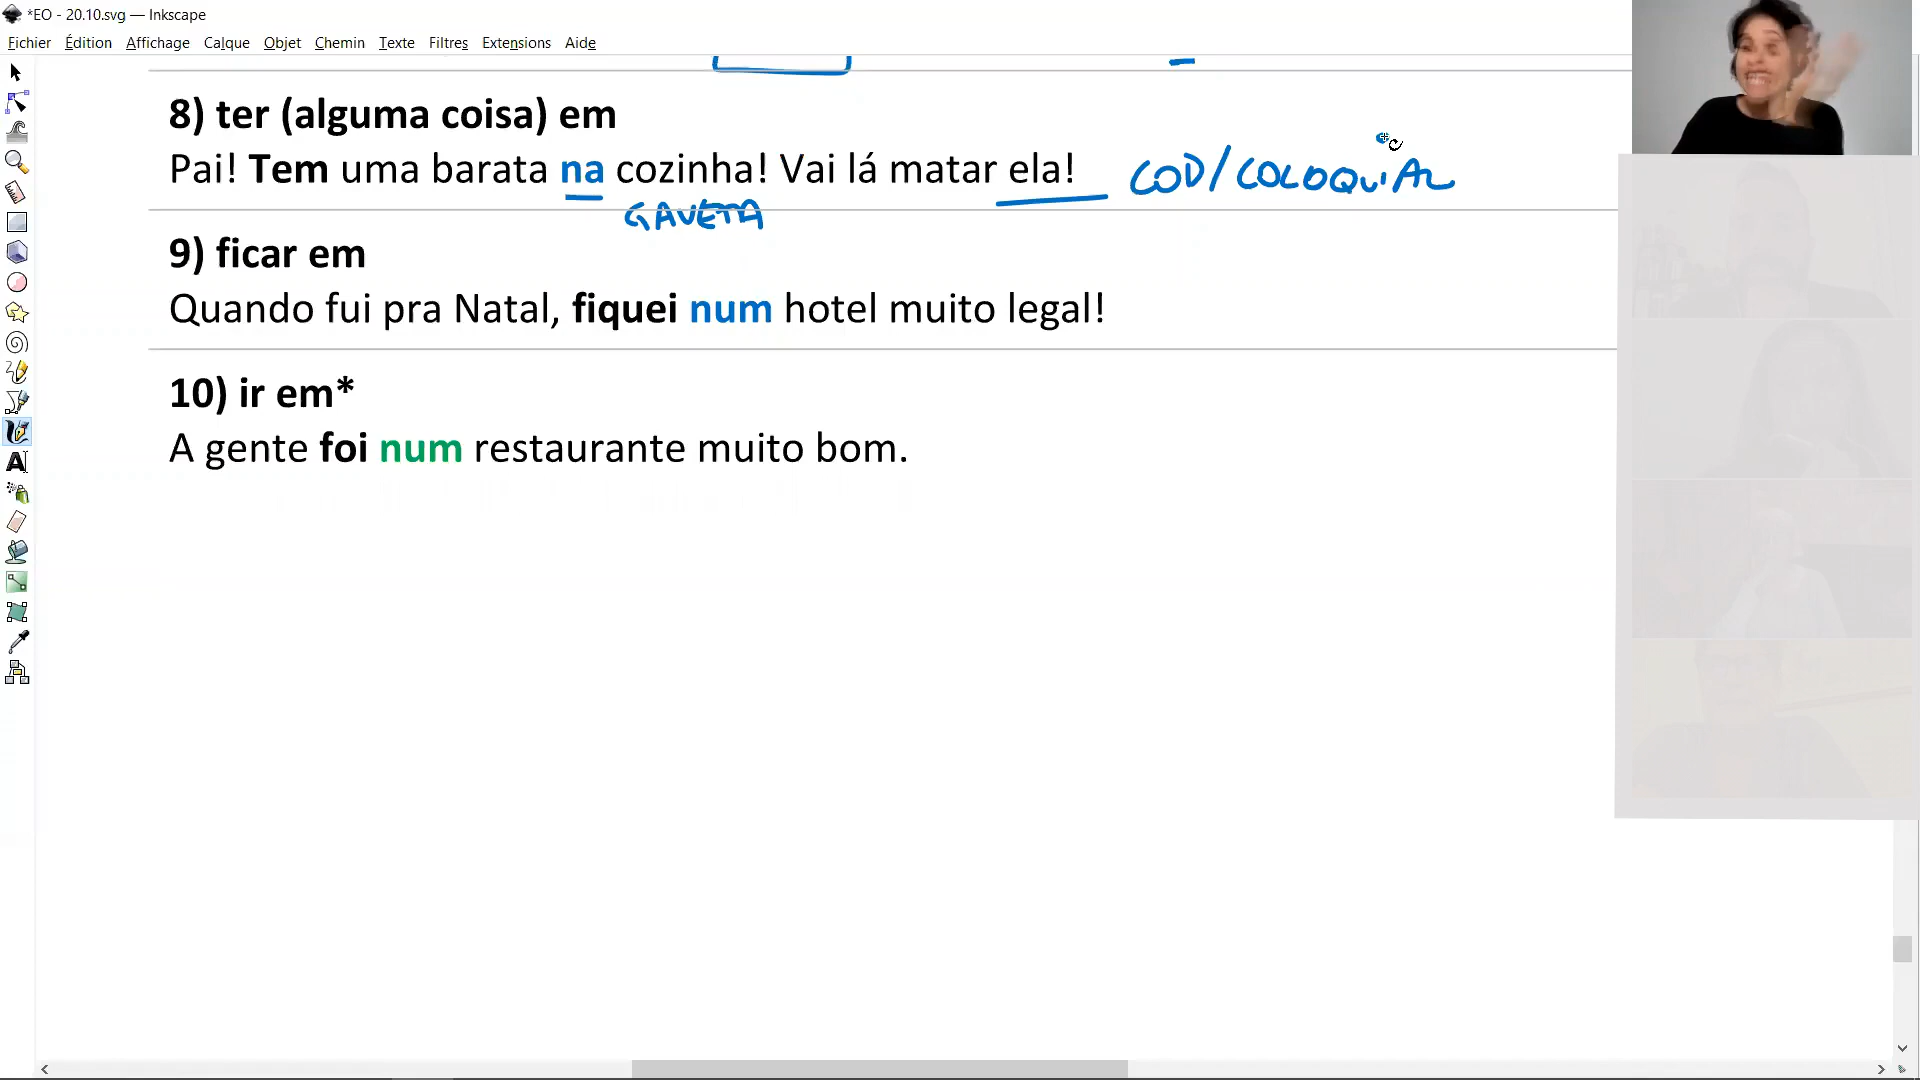 *EO - 20.10.svg — Inkscape
Fichier Édition Affichage Calque Objet Chemin Texte Filtres Extensions Aide
8) ter (alguma coisa) em
Pai! Tem uma barata na cozinha! Vai lá matar ela! COD/COLOQUIAL
GAVETA
9) ficar em
Quando fui pra Natal, fiquei num hotel muito legal!
10) ir em*
A gente foi num restaurante muito bom.